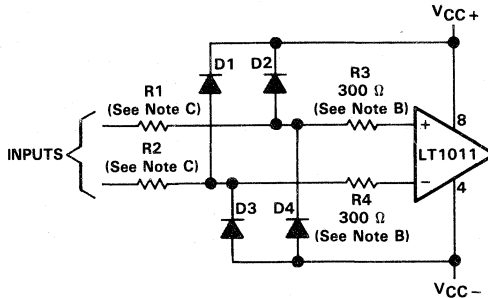 VCC+
D1
D2
R1
(See Note C)
R3
300 Ω
(See Note B)
8
+
INPUTS
R2
(See Note C)
LT1011
−
4
D3
D4
R4
300 Ω
(See Note B)
VCC−